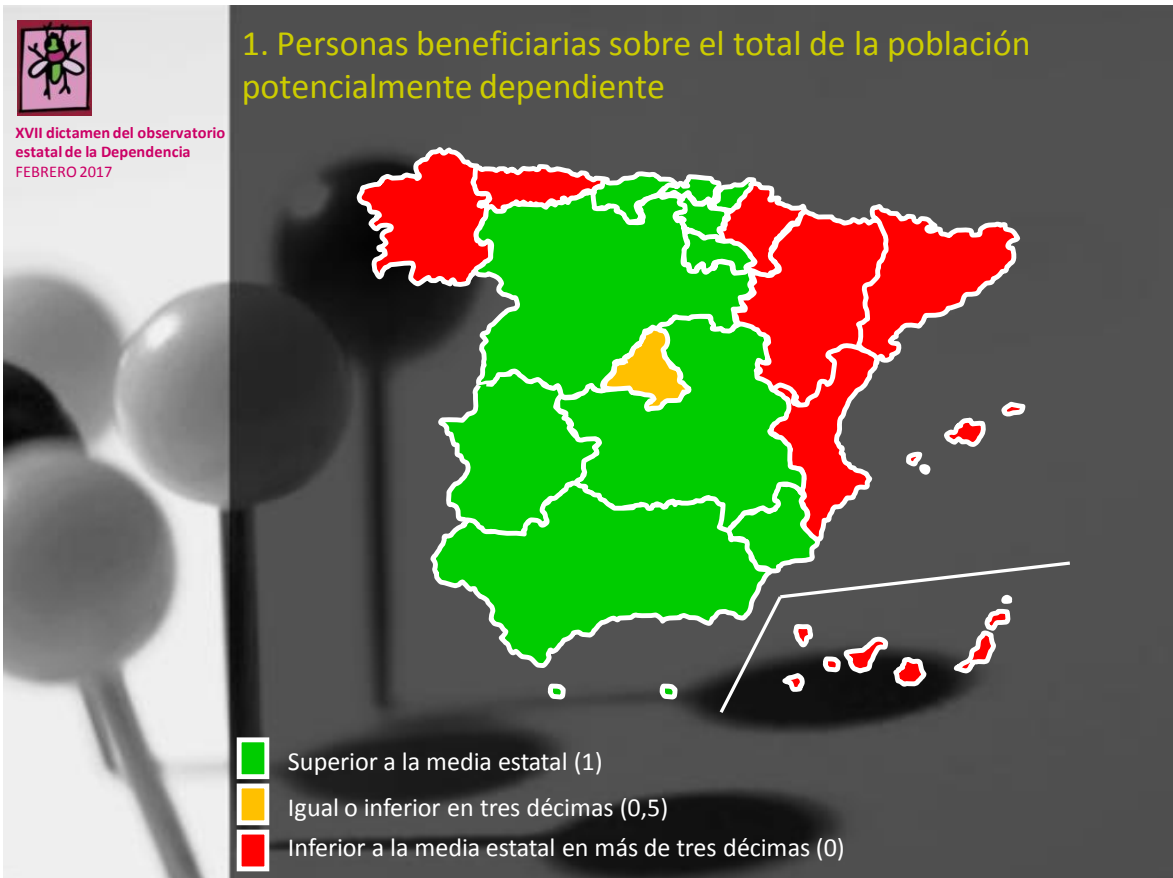 1. Personas beneficiarias sobre el total de la población
potencialmente dependiente
XVII dictamen del observatorio
estatal de la Dependencia
FEBRERO 2017
Superior a la media estatal (1)
Igual o inferior en tres décimas (0,5)
Inferior a la media estatal en más de tres décimas (0)